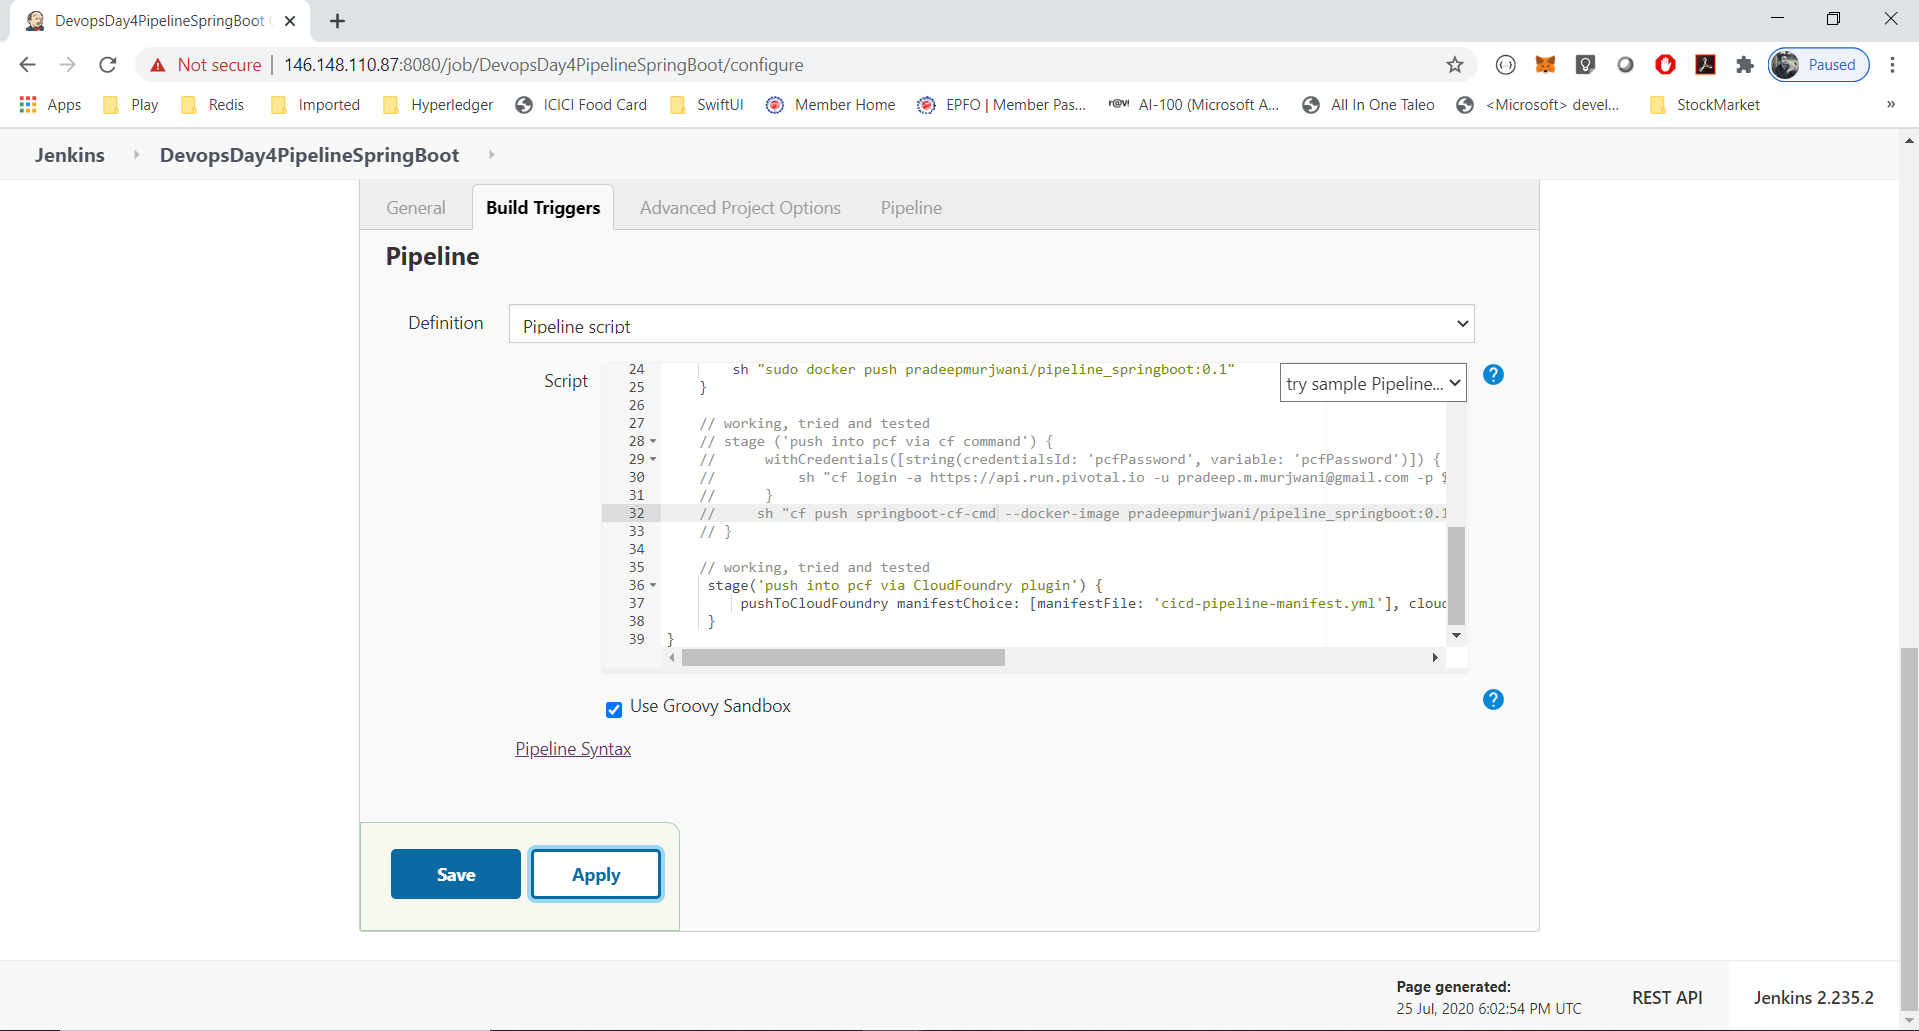 DevopsDay4PipelineSpringBoot
Not secure | 146.148.110.87:8080/job/DevopsDay4PipelineSpringBoot/configure
Paused
Apps Play Redis Imported Hyperledger ICICI Food Card SwiftUI Member Home EPFO | Member Pas... r@v! AI-100 (Microsoft A... All In One Taleo <Microsoft> devel... StockMarket »
Jenkins DevopsDay4PipelineSpringBoot
General Build Triggers Advanced Project Options Pipeline
Pipeline
Definition Pipeline script
Script
try sample Pipeline...
24 sh "sudo docker push pradeepmurjwani/pipeline_springboot:0.1"
25 }
26
27 // working, tried and tested
28 // stage ('push into pcf via cf command') {
29 // withCredentials([string(credentialsId: 'pcfPassword', variable: 'pcfPassword')]) {
30 // sh "cf login -a https://api.run.pivotal.io -u pradeep.m.murjwani@gmail.com -p $
31 // }
32 // sh "cf push springboot-cf-cmd --docker-image pradeepmurjwani/pipeline_springboot:0.1
33 // }
34
35 // working, tried and tested
36 stage('push into pcf via CloudFoundry plugin') {
37 pushToCloudFoundry manifestChoice: [manifestFile: 'cicd-pipeline-manifest.yml'], cloud
38 }
39 }
Use Groovy Sandbox
Pipeline Syntax
Save Apply
Page generated:
25 Jul, 2020 6:02:54 PM UTC
REST API
Jenkins 2.235.2